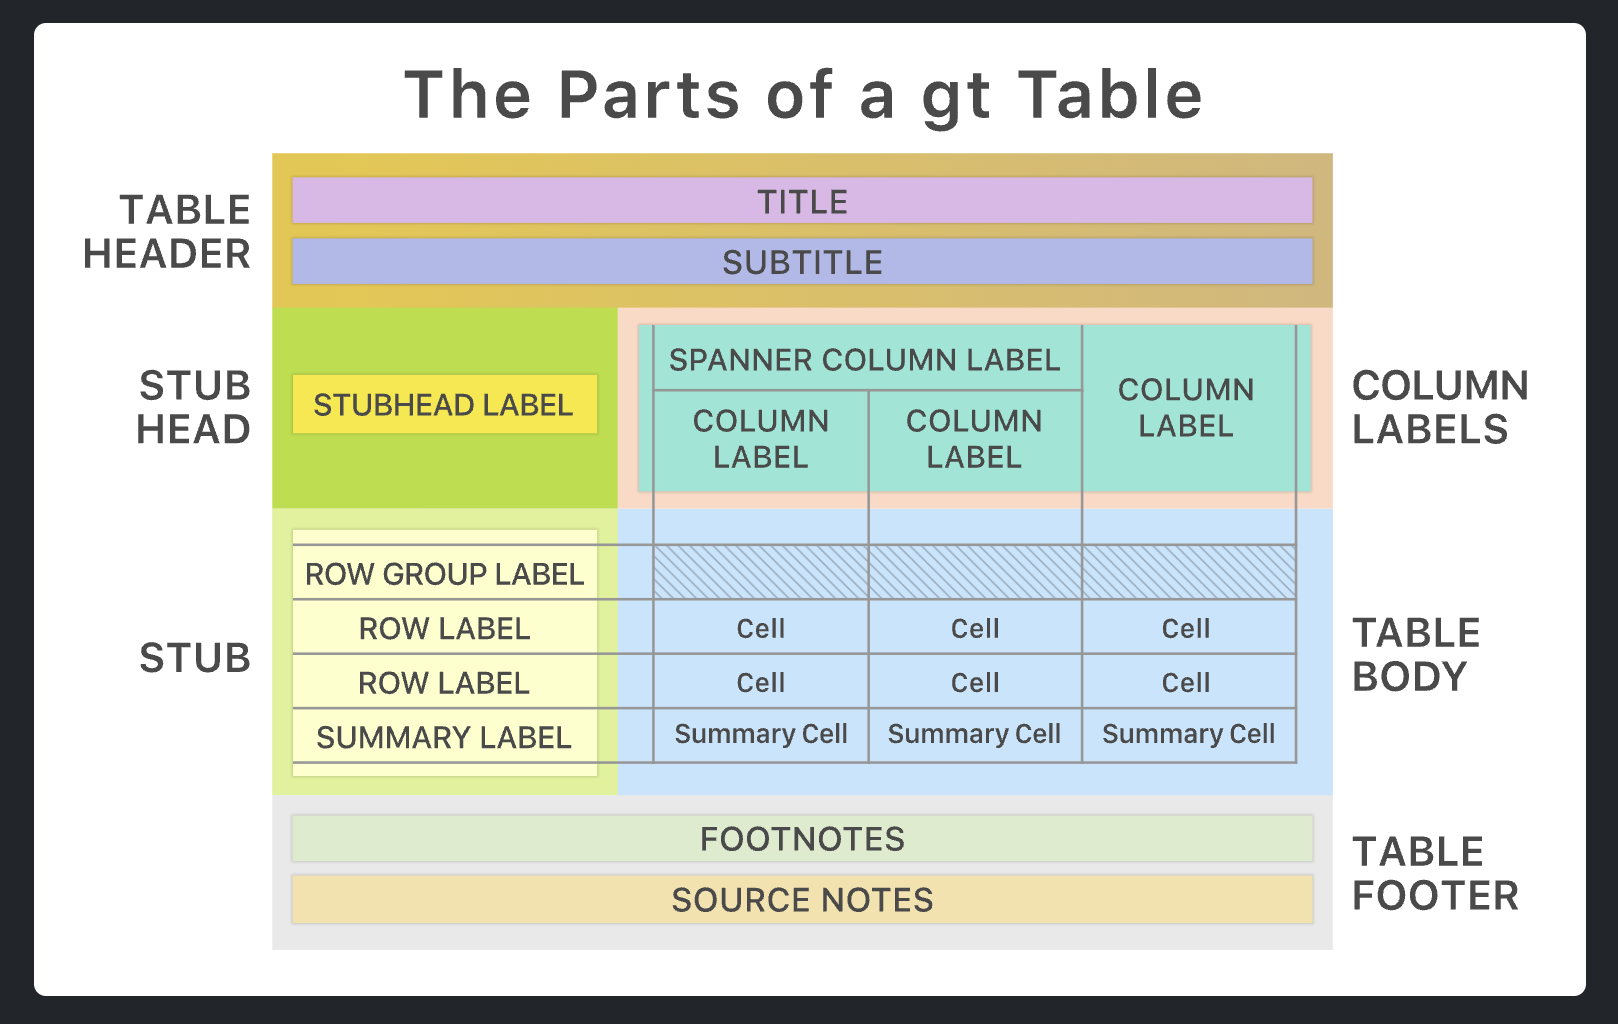 The Parts of a gt Table
TABLE
HEADER
TITLE
SUBTITLE
STUB
HEAD
STUBHEAD LABEL
SPANNER COLUMN LABEL
COLUMN
LABEL
COLUMN
LABEL
COLUMN
LABEL
COLUMN
LABELS
STUB
ROW GROUP LABEL
ROW LABEL
Cell
Cell
Cell
ROW LABEL
Cell
Cell
Cell
SUMMARY LABEL
Summary Cell
Summary Cell
Summary Cell
TABLE
BODY
FOOTNOTES
SOURCE NOTES
TABLE
FOOTER